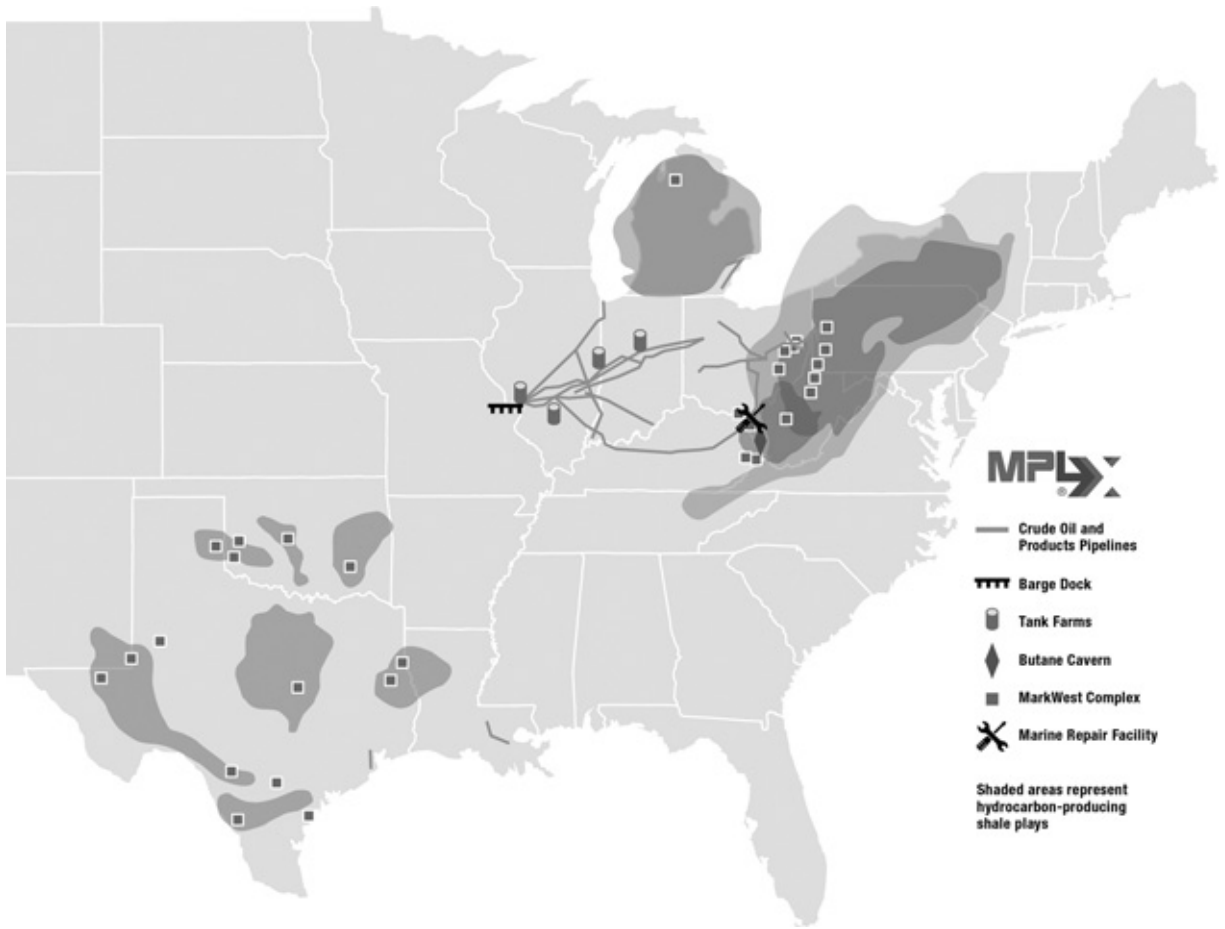 MPLX
®
Crude Oil and
Products Pipelines
Barge Dock
Tank Farms
Butane Cavern
MarkWest Complex
Marine Repair Facility
Shaded areas represent
hydrocarbon-producing
shale plays